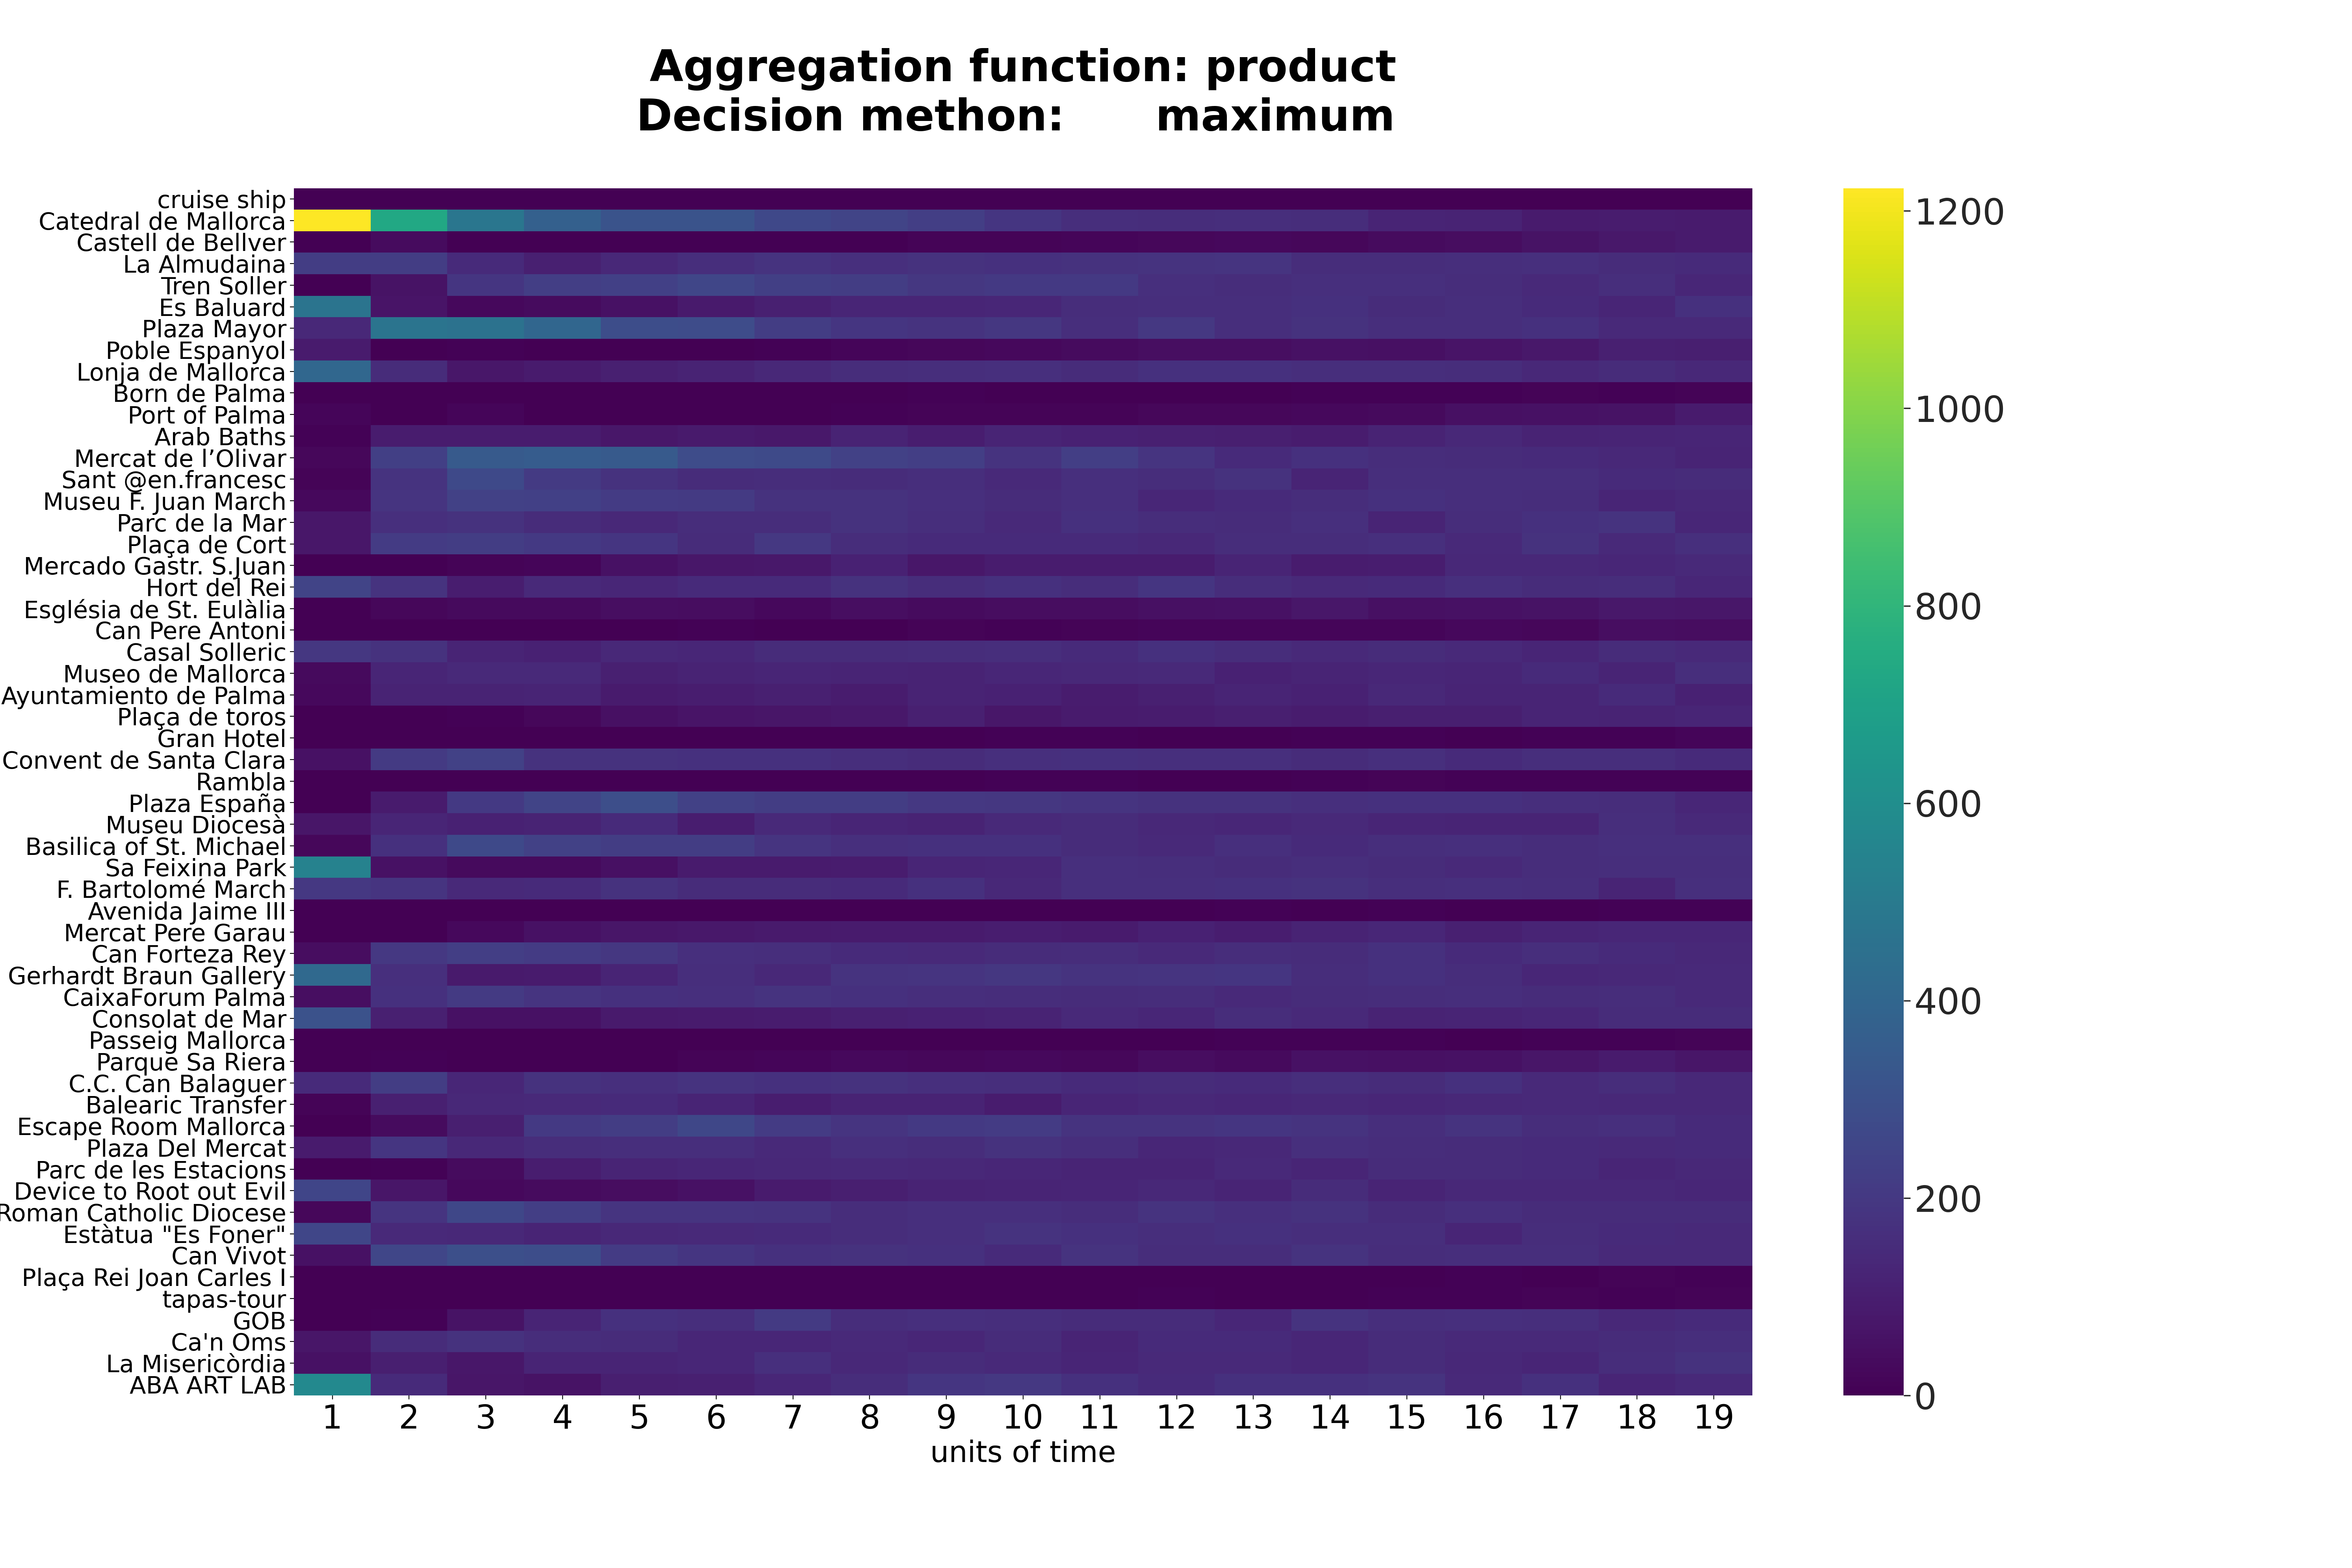 Aggregation function: product
Decision methon: maximum
cruise ship
Catedral de Mallorca
Castell de Bellver
La Almudaina
Tren Soller
Es Baluard
Plaza Mayor
Poble Espanyol
Lonja de Mallorca
Born de Palma
Port of Palma
Arab Baths
Mercat de l’Olivar
Sant @en.francesc
Museu F. Juan March
Parc de la Mar
Plaça de Cort
Mercado Gastr. S.Juan
Hort del Rei
Església de St. Eulàlia
Can Pere Antoni
Casal Solleric
Museo de Mallorca
Ayuntamiento de Palma
Plaça de toros
Gran Hotel
Convent de Santa Clara
Rambla
Plaza España
Museu Diocesà
Basilica of St. Michael
Sa Feixina Park
F. Bartolomé March
Avenida Jaime III
Mercat Pere Garau
Can Forteza Rey
Gerhardt Braun Gallery
CaixaForum Palma
Consolat de Mar
Passeig Mallorca
Parque Sa Riera
C.C. Can Balaguer
Balearic Transfer
Escape Room Mallorca
Plaza Del Mercat
Parc de les Estacions
Device to Root out Evil
Roman Catholic Diocese
Estàtua "Es Foner"
Can Vivot
Plaça Rei Joan Carles I
tapas-tour
GOB
Ca'n Oms
La Misericòrdia
ABA ART LAB
1 2 3 4 5 6 7 8 9 10 11 12 13 14 15 16 17 18 19
units of time
1200
1000
800
600
400
200
0